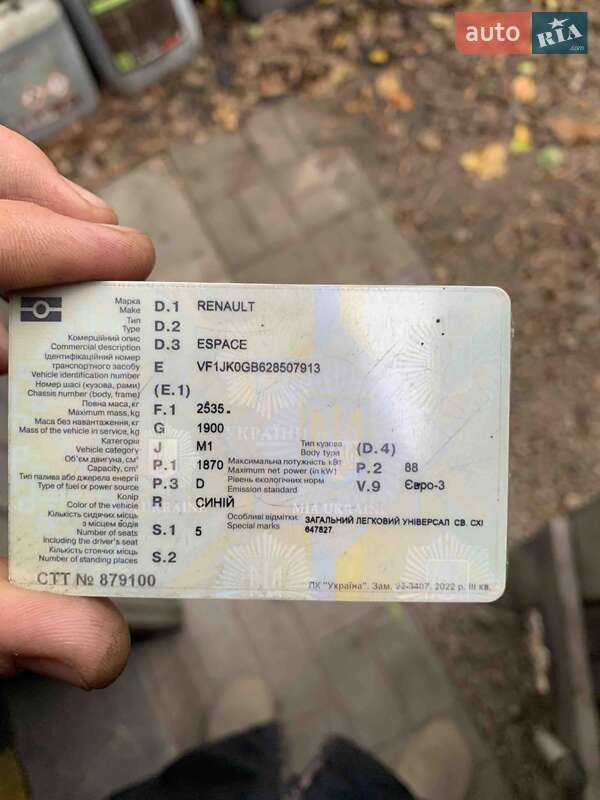 auto RIA .com
Марка
Make D.1 RENAULT
Тип
Type D.2
Комерційний опис
Commercial description D.3 ESPACE
Ідентифікаційний номер
транспортного засобу
Vehicle identification number E VF1JK0GB628507913
Номер шасі (кузова, рами)
Chassis number (body, frame) (E.1)
Повна маса, кг
Maximum mass, kg F.1 2535
Маса без навантаження, кг
Mass of the vehicle in service, kg G 1900
Категорія
Vehicle category J M1
Тип кузова
Body type (D.4)
Об'єм двигуна, см³
Capacity, cm³ P.1 1870
Максимальна потужність кВт
Maximum net power (in kW) P.2 88
Тип палива або джерела енергії
Type of fuel or power source P.3 D
Рівень екологічних норм
Emission standard V.9 Євро-3
Колір
Color of the vehicle R СИНІЙ
Кількість сидячих місць
з місцем водія
Number of seats
Including the driver's seat S.1 5
Особливі відмітки:
Special marks ЗАГАЛЬНИЙ ЛЕГКОВИЙ УНІВЕРСАЛ СВ. СХІ
647827
Кількість стоячих місць
Number of standing places S.2
СТТ № 879100
ПК "Україна". Зам. 22-3407. 2022 р. III кв.